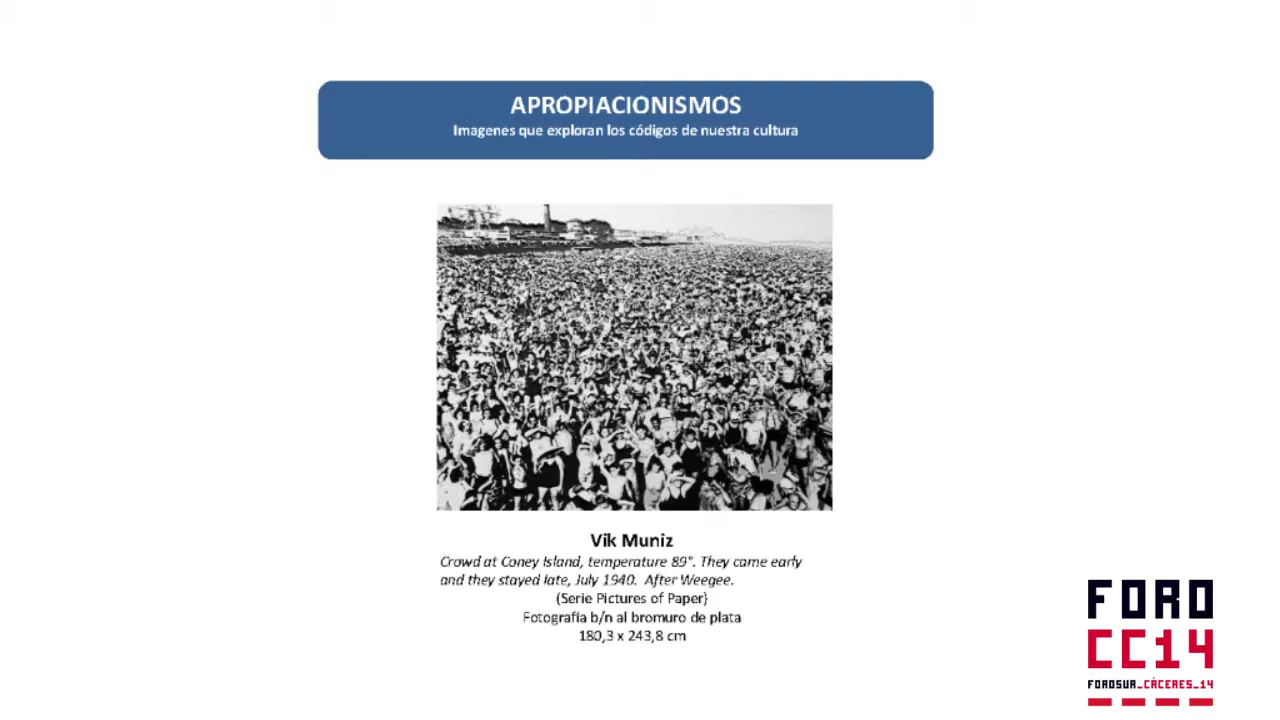 APROPIACIONISMOS
Imagenes que exploran los códigos de nuestra cultura
Vik Muniz
Crowd at Coney Island, temperature 89°. They came early
and they stayed late, July 1940. After Weegee.
(Serie Pictures of Paper)
Fotografía b/n al bromuro de plata
180,3 x 243,8 cm
FORO
CC14
FOROSUR_CÁCERES_14